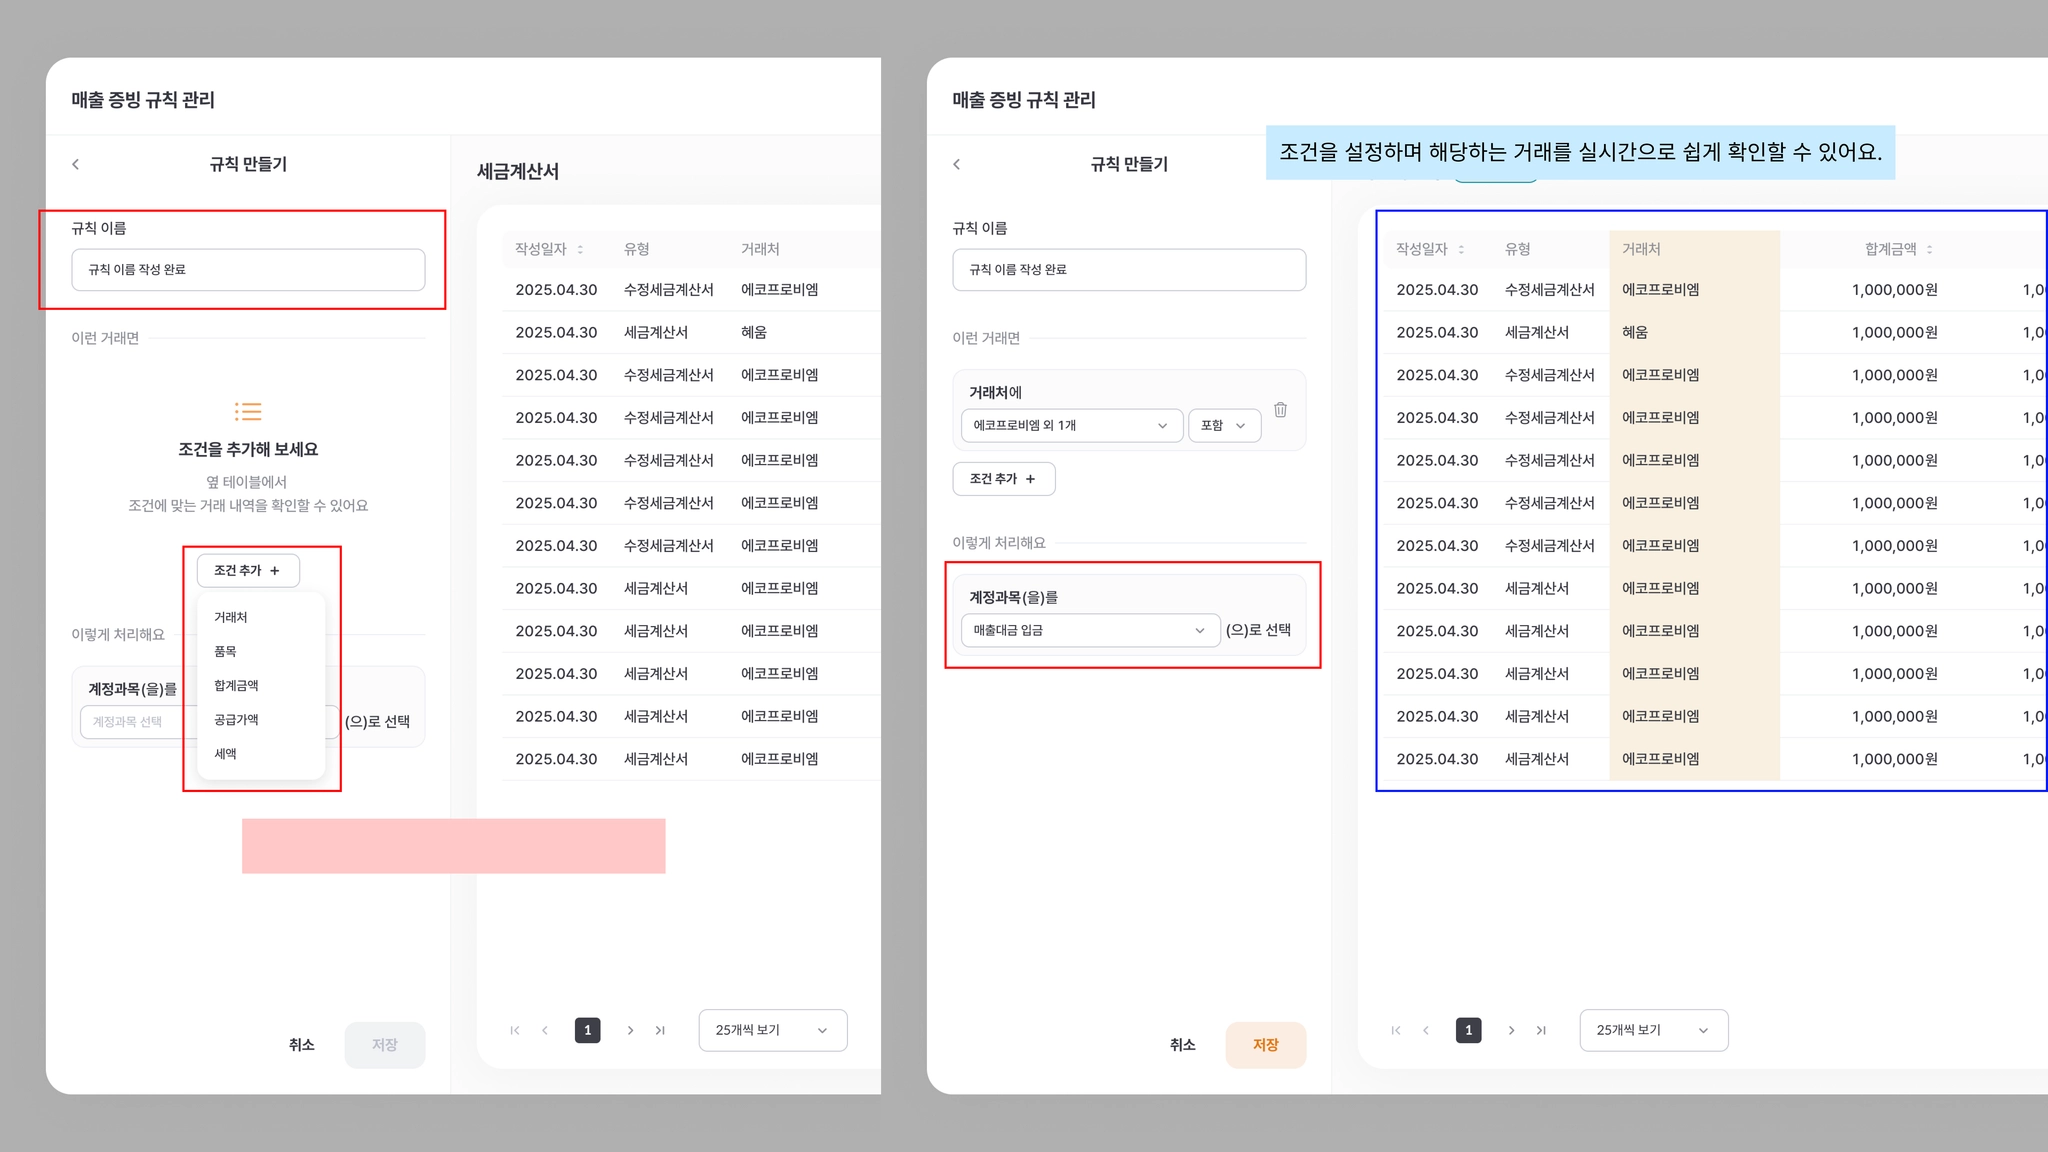 매출 증빙 규칙 관리
규칙 만들기
규칙 이름
규칙 이름 작성 완료
이런 거래면
조건을 추가해 보세요
옆 테이블에서
조건에 맞는 거래 내역을 확인할 수 있어요
조건 추가 +
거래처
품목
합계금액
공급가액
세액
이렇게 처리해요
계정과목(을)를
계정과목 선택
(으)로 선택
취소
저장
세금계산서
작성일자 유형 거래처
2025.04.30 수정세금계산서 에코프로비엠
2025.04.30 세금계산서 혜움
2025.04.30 수정세금계산서 에코프로비엠
2025.04.30 수정세금계산서 에코프로비엠
2025.04.30 수정세금계산서 에코프로비엠
2025.04.30 수정세금계산서 에코프로비엠
2025.04.30 수정세금계산서 에코프로비엠
2025.04.30 세금계산서 에코프로비엠
2025.04.30 세금계산서 에코프로비엠
2025.04.30 세금계산서 에코프로비엠
2025.04.30 세금계산서 에코프로비엠
2025.04.30 세금계산서 에코프로비엠
1
25개씩 보기
매출 증빙 규칙 관리
조건을 설정하며 해당하는 거래를 실시간으로 쉽게 확인할 수 있어요.
규칙 만들기
규칙 이름
규칙 이름 작성 완료
이런 거래면
거래처에
에코프로비엠 외 1개
포함
조건 추가 +
이렇게 처리해요
계정과목(을)를
매출대금 입금
(으)로 선택
취소
저장
작성일자 유형 거래처 합계금액
2025.04.30 수정세금계산서 에코프로비엠 1,000,000원 1,0
2025.04.30 세금계산서 혜움 1,000,000원 1,0
2025.04.30 수정세금계산서 에코프로비엠 1,000,000원 1,0
2025.04.30 수정세금계산서 에코프로비엠 1,000,000원 1,0
2025.04.30 수정세금계산서 에코프로비엠 1,000,000원 1,0
2025.04.30 수정세금계산서 에코프로비엠 1,000,000원 1,0
2025.04.30 수정세금계산서 에코프로비엠 1,000,000원 1,0
2025.04.30 세금계산서 에코프로비엠 1,000,000원 1,0
2025.04.30 세금계산서 에코프로비엠 1,000,000원 1,0
2025.04.30 세금계산서 에코프로비엠 1,000,000원 1,0
2025.04.30 세금계산서 에코프로비엠 1,000,000원 1,0
2025.04.30 세금계산서 에코프로비엠 1,000,000원 1,0
1
25개씩 보기